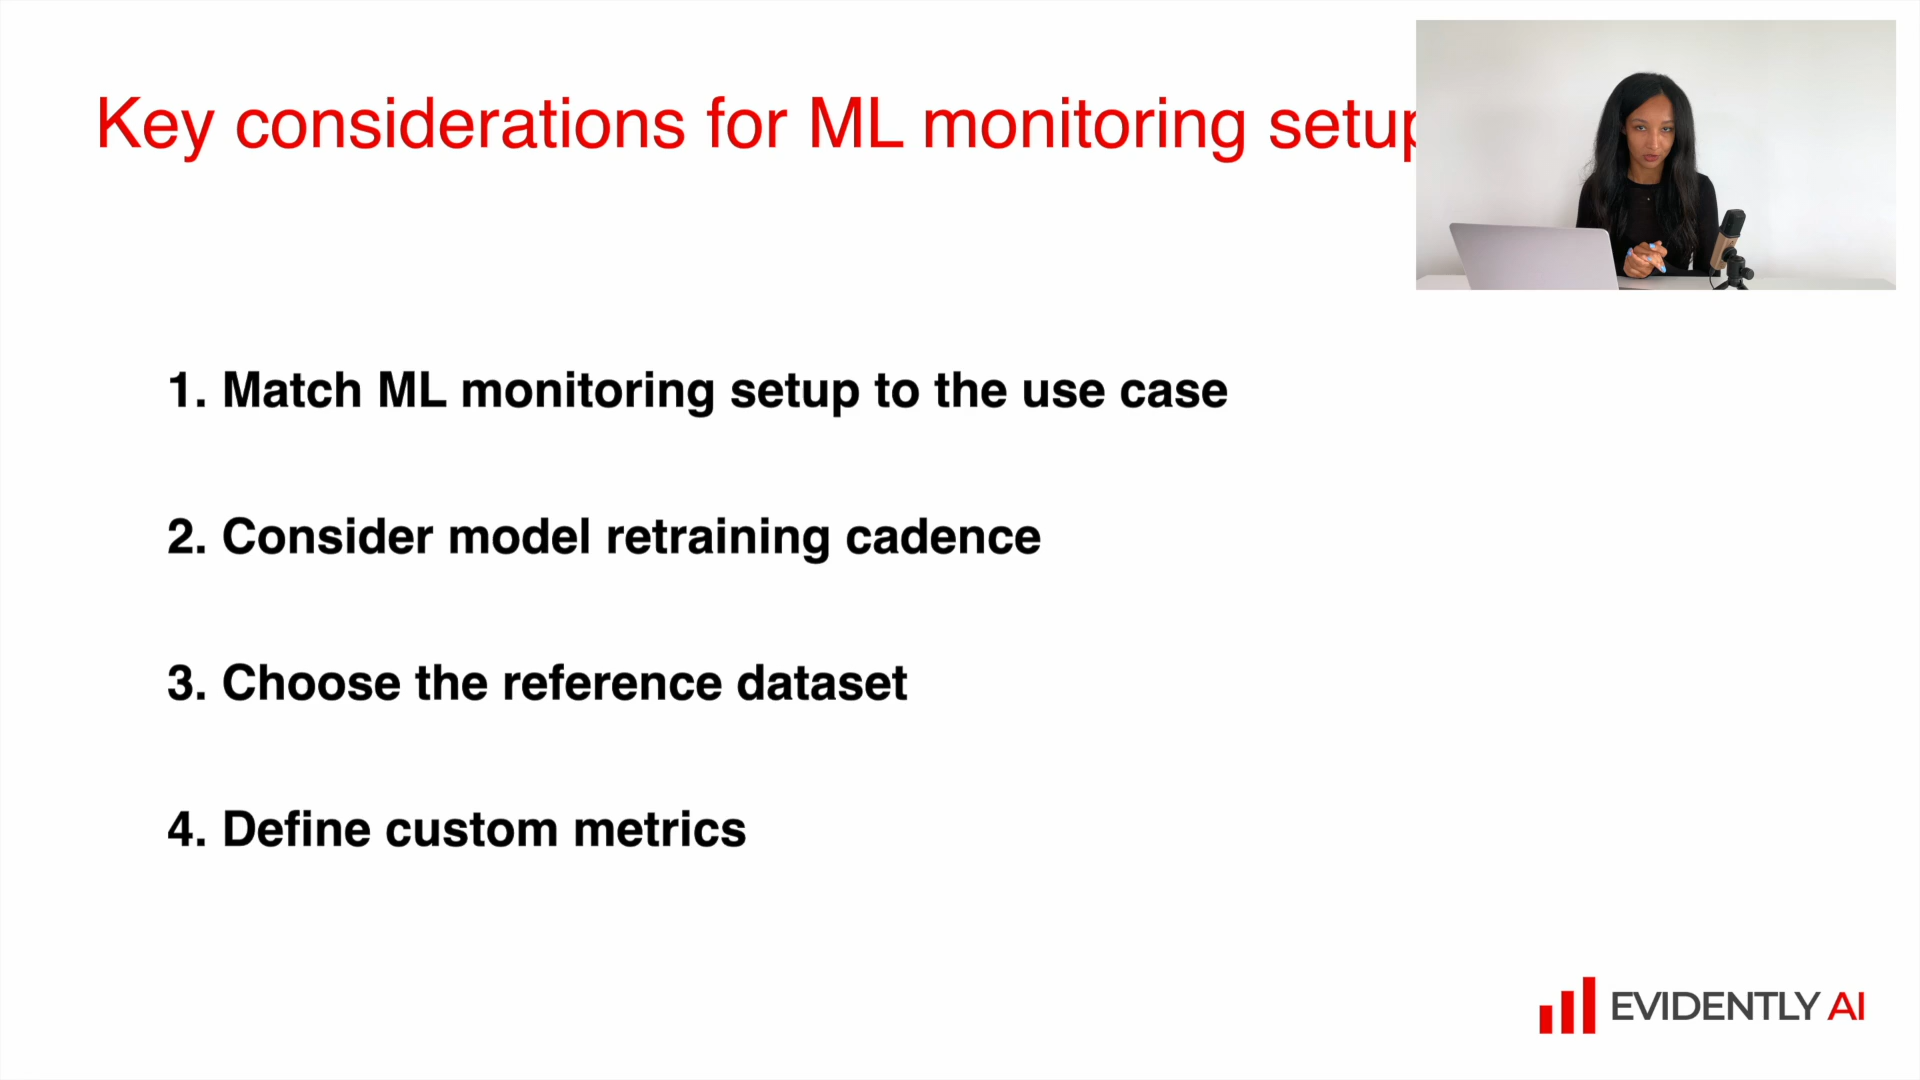 Key considerations for ML monitoring setup
1. Match ML monitoring setup to the use case
2. Consider model retraining cadence
3. Choose the reference dataset
4. Define custom metrics
EVIDENTLY AI